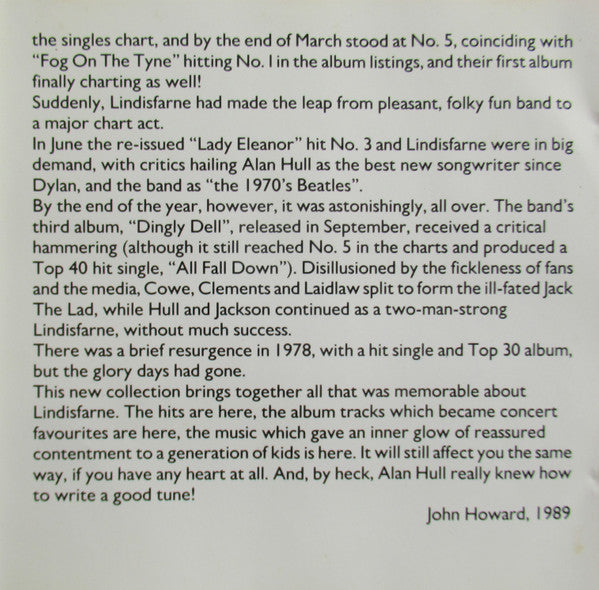 the singles chart, and by the end of March stood at No. 5, coinciding with
“Fog On The Tyne” hitting No. 1 in the album listings, and their first album
finally charting as well!
Suddenly, Lindisfarne had made the leap from pleasant, folky fun band to
a major chart act.
In June the re-issued “Lady Eleanor” hit No. 3 and Lindisfarne were in big
demand, with critics hailing Alan Hull as the best new songwriter since
Dylan, and the band as “the 1970’s Beatles”.
By the end of the year, however, it was astonishingly, all over. The band’s
third album, “Dingly Dell”, released in September, received a critical
hammering (although it still reached No. 5 in the charts and produced a
Top 40 hit single, “All Fall Down”). Disillusioned by the fickleness of fans
and the media, Cowe, Clements and Laidlaw split to form the ill-fated Jack
The Lad, while Hull and Jackson continued as a two-man-strong
Lindisfarne, without much success.
There was a brief resurgence in 1978, with a hit single and Top 30 album,
but the glory days had gone.
This new collection brings together all that was memorable about
Lindisfarne. The hits are here, the album tracks which became concert
favourites are here, the music which gave an inner glow of reassured
contentment to a generation of kids is here. It will still affect you the same
way, if you have any heart at all. And, by heck, Alan Hull really knew how
to write a good tune!
John Howard, 1989